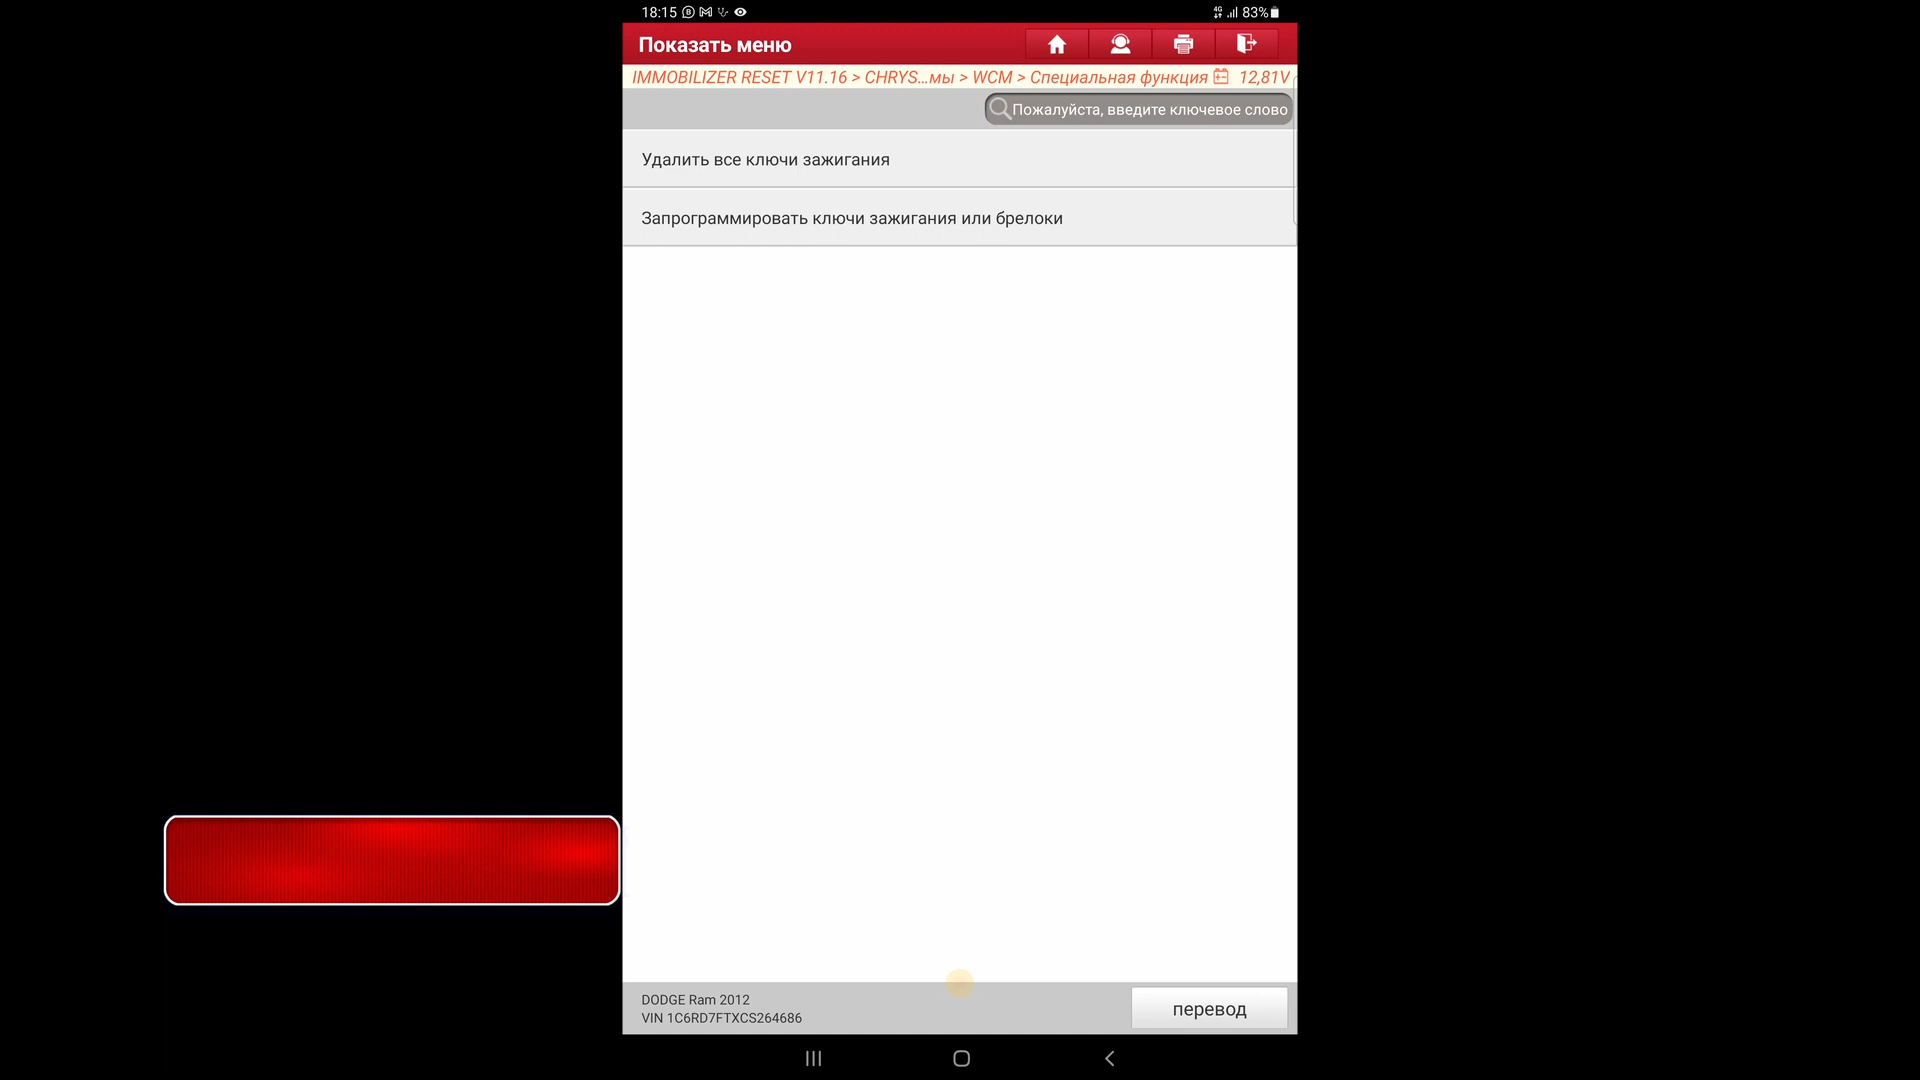 18:15
4G 83%
Показать меню
IMMOBILIZER RESET V11.16 > CHRYS...мы > WCM > Специальная функция 12,81V
Пожалуйста, введите ключевое слово
Удалить все ключи зажигания
Запрограммировать ключи зажигания или брелоки
DODGE Ram 2012
VIN 1C6RD7FTXCS264686
перевод